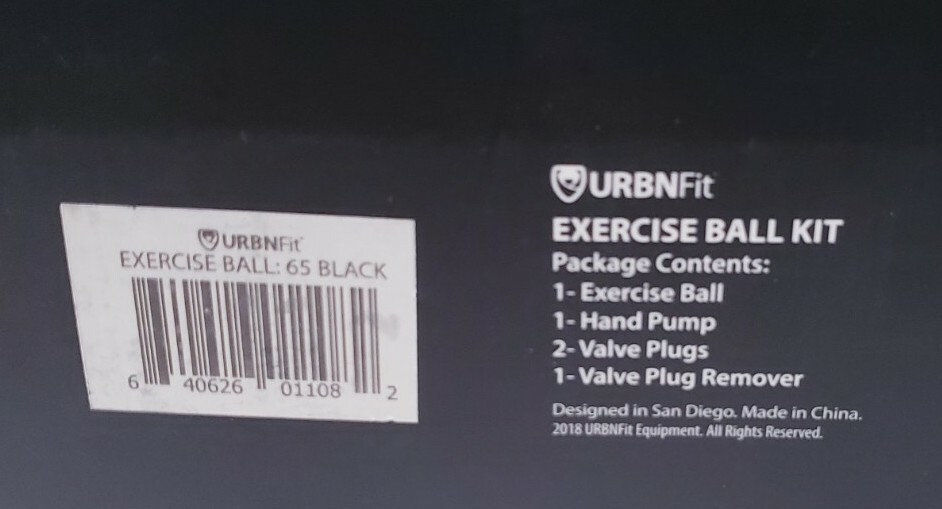 URBNFit
EXERCISE BALL: 65 BLACK
6 40626 01108 2
URBNFit
EXERCISE BALL KIT
Package Contents:
1- Exercise Ball
1- Hand Pump
2- Valve Plugs
1- Valve Plug Remover
Designed in San Diego. Made in China.
2018 URBNFit Equipment. All Rights Reserved.